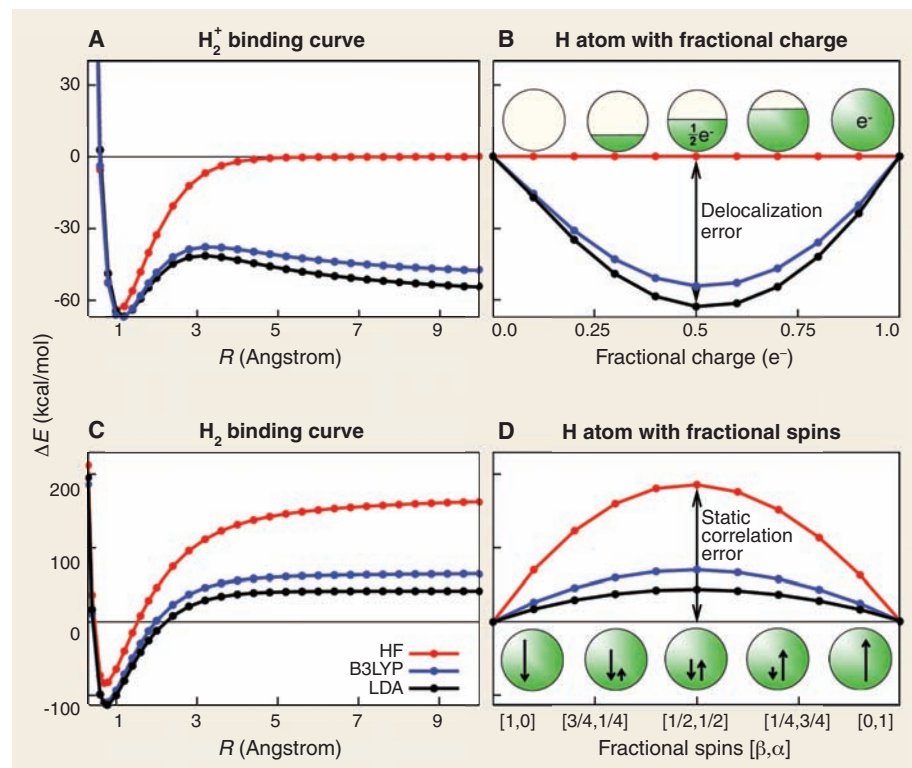 A
H₂⁺ binding curve
30
0
-30
-60
1 3 5 7 9
R (Angstrom)
B
H atom with fractional charge
½e⁻
e⁻
Delocalization
error
0.0 0.25 0.5 0.75 1.0
Fractional charge (e⁻)
ΔE (kcal/mol)
C
H₂ binding curve
200
100
0
-100
HF
B3LYP
LDA
1 3 5 7 9
R (Angstrom)
D
H atom with fractional spins
Static
correlation
error
[1,0] [3/4,1/4] [1/2,1/2] [1/4,3/4] [0,1]
Fractional spins [β,α]